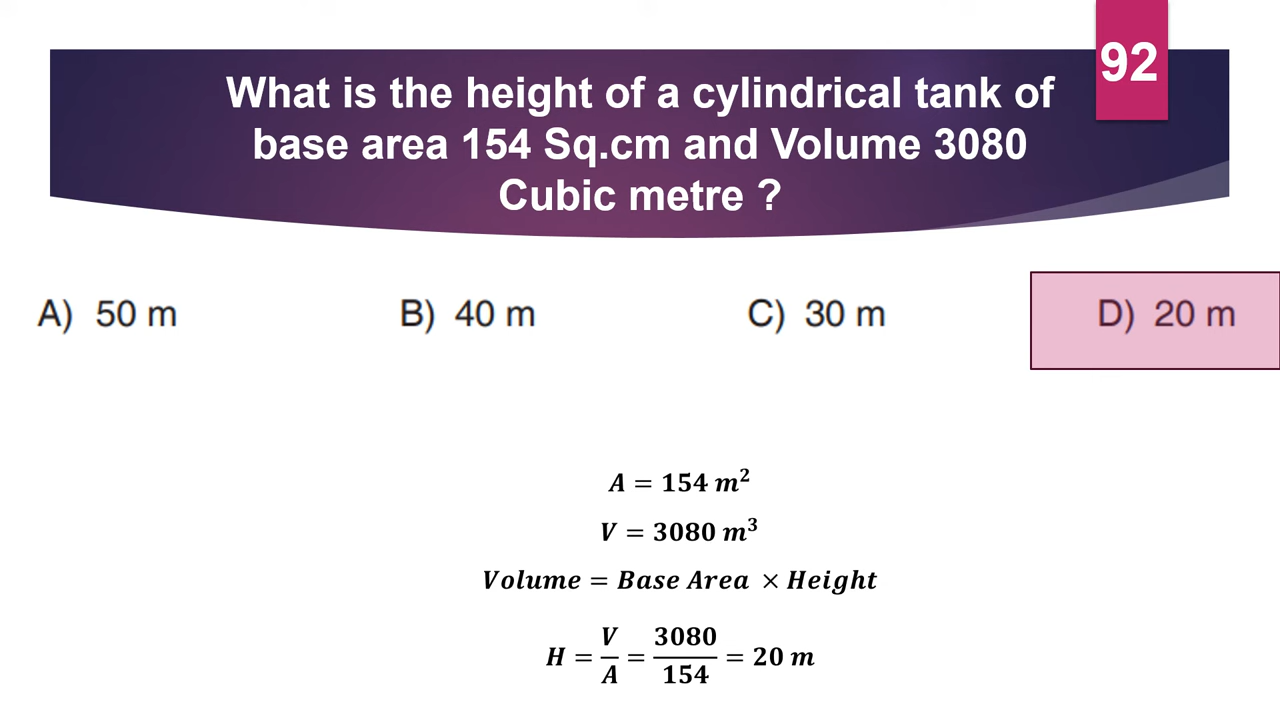 92
What is the height of a cylindrical tank of
base area 154 Sq.cm and Volume 3080
Cubic metre ?
A) 50 m B) 40 m C) 30 m D) 20 m
A = 154 m²
V = 3080 m³
Volume = Base Area × Height
H = V/A = 3080/154 = 20 m